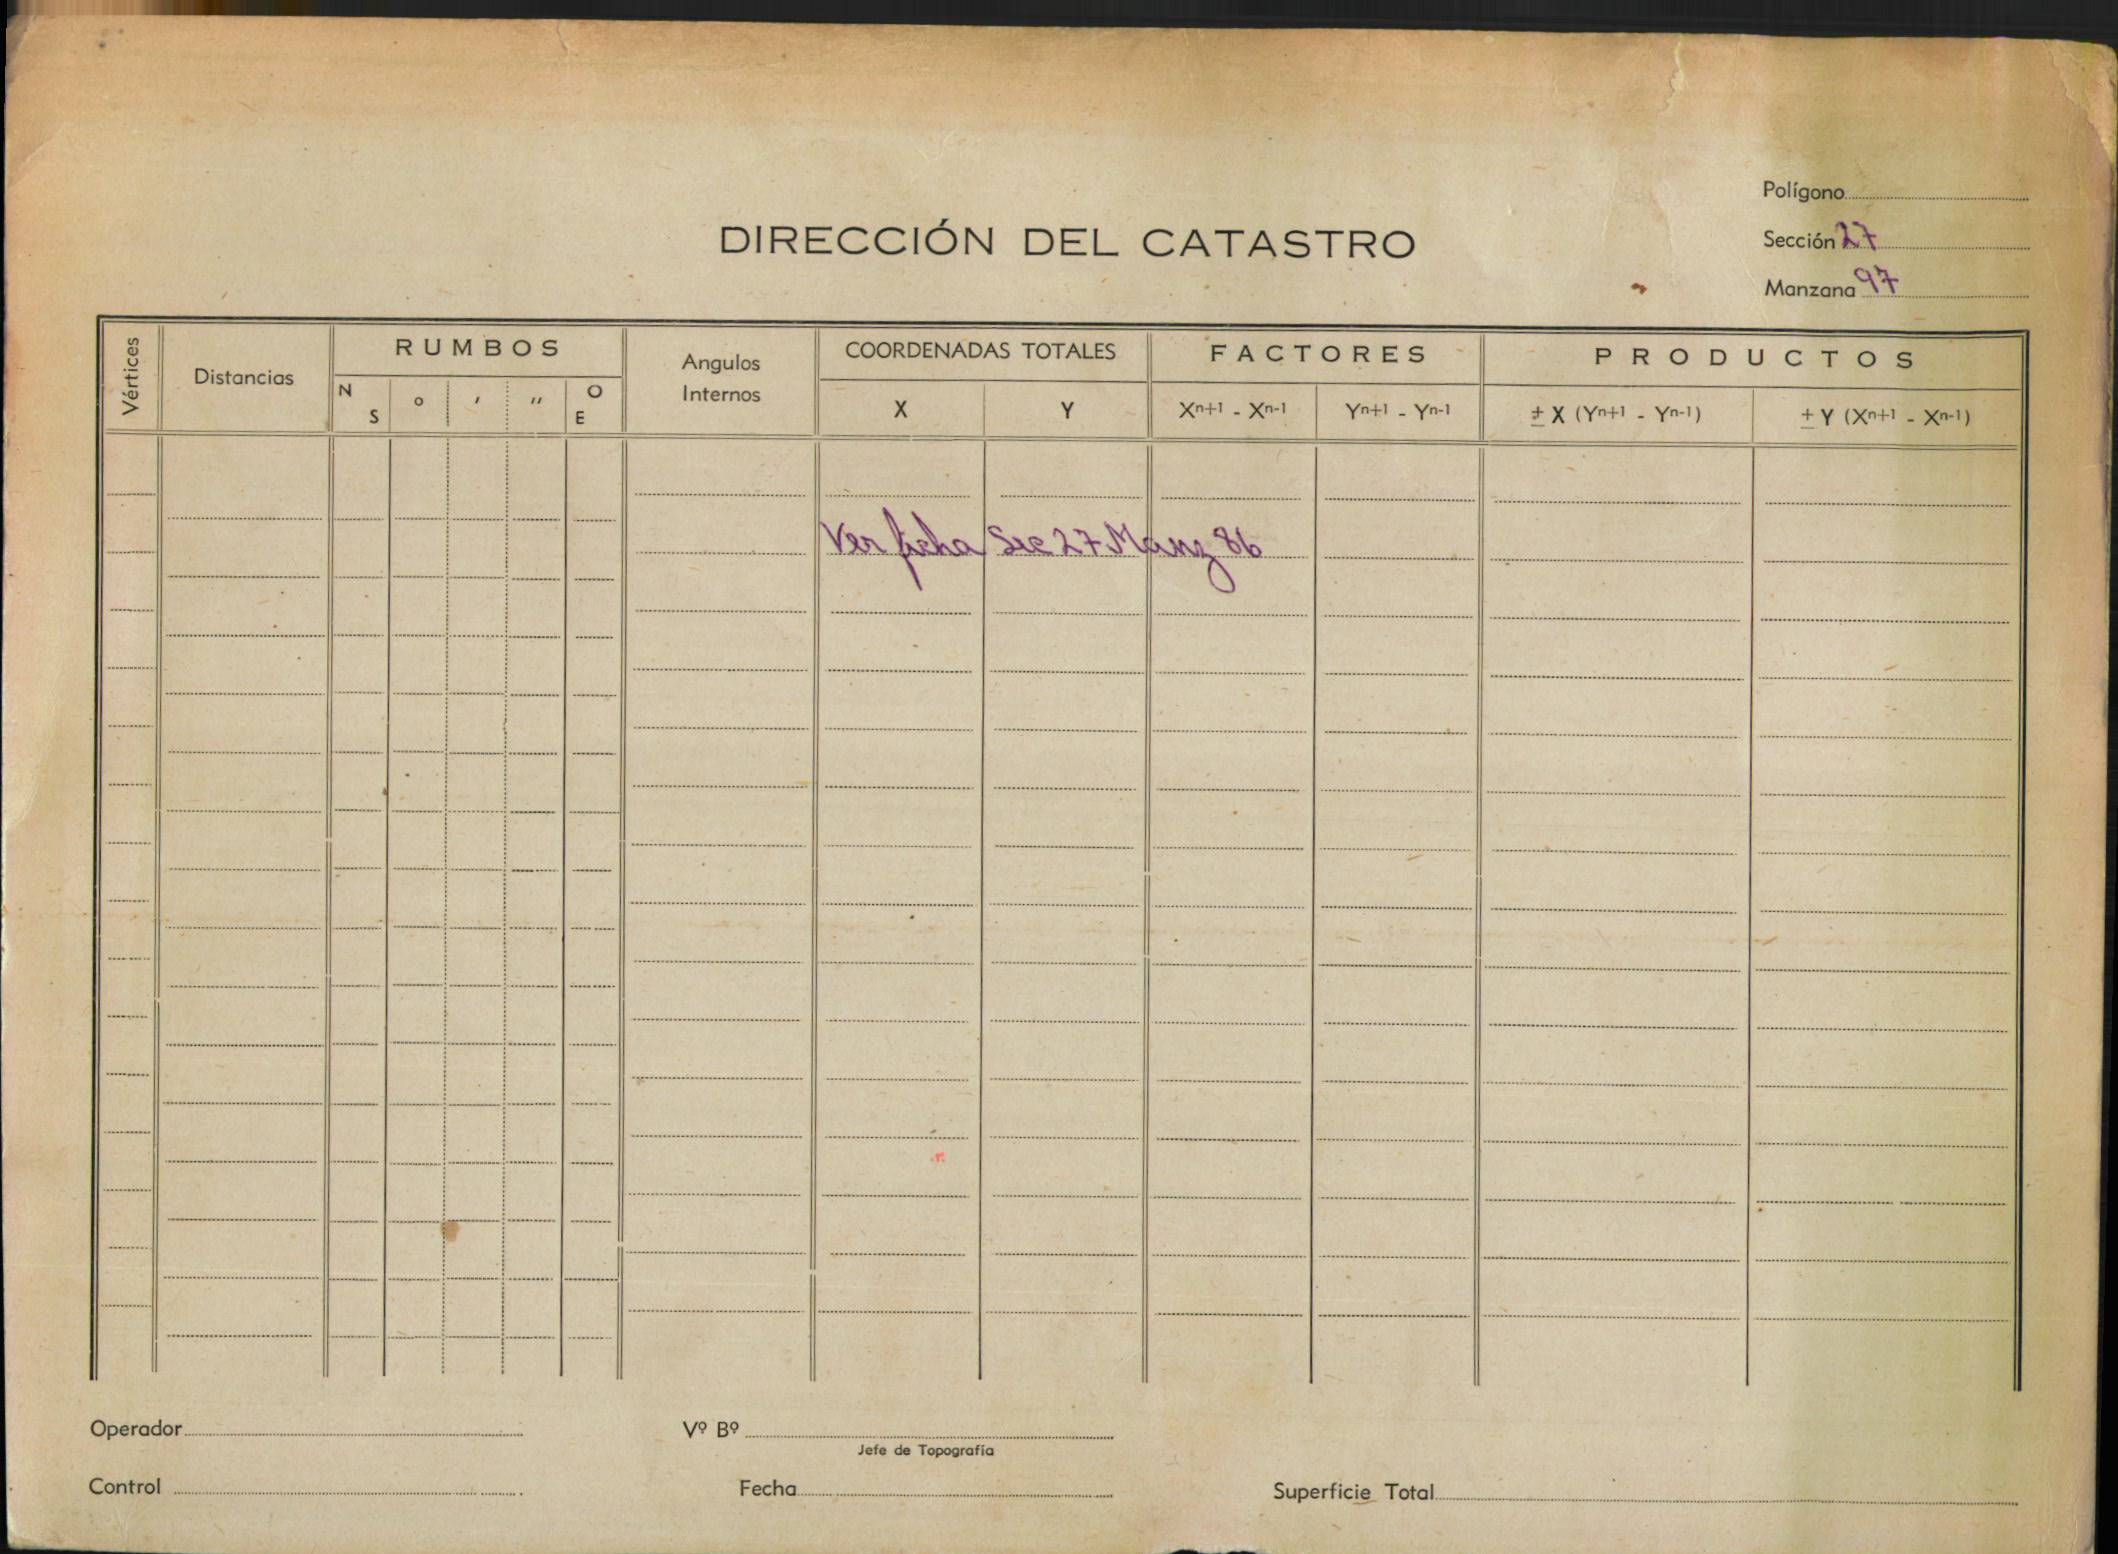 Polígono
DIRECCIÓN DEL CATASTRO
Sección 27
Manzana 97
Vértices
Distancias
RUMBOS
N S
° ′ ″
O E
Angulos
Internos
COORDENADAS TOTALES
X Y
FACTORES
Xn+1 - Xn-1 Yn+1 - Yn-1
PRODUCTOS
± X (Yn+1 - Yn-1) ± Y (Xn+1 - Xn-1)
Ver ficha Sec 27 Manz 86
Operador
Vº Bº
Jefe de Topografía
Control
Fecha
Superficie Total